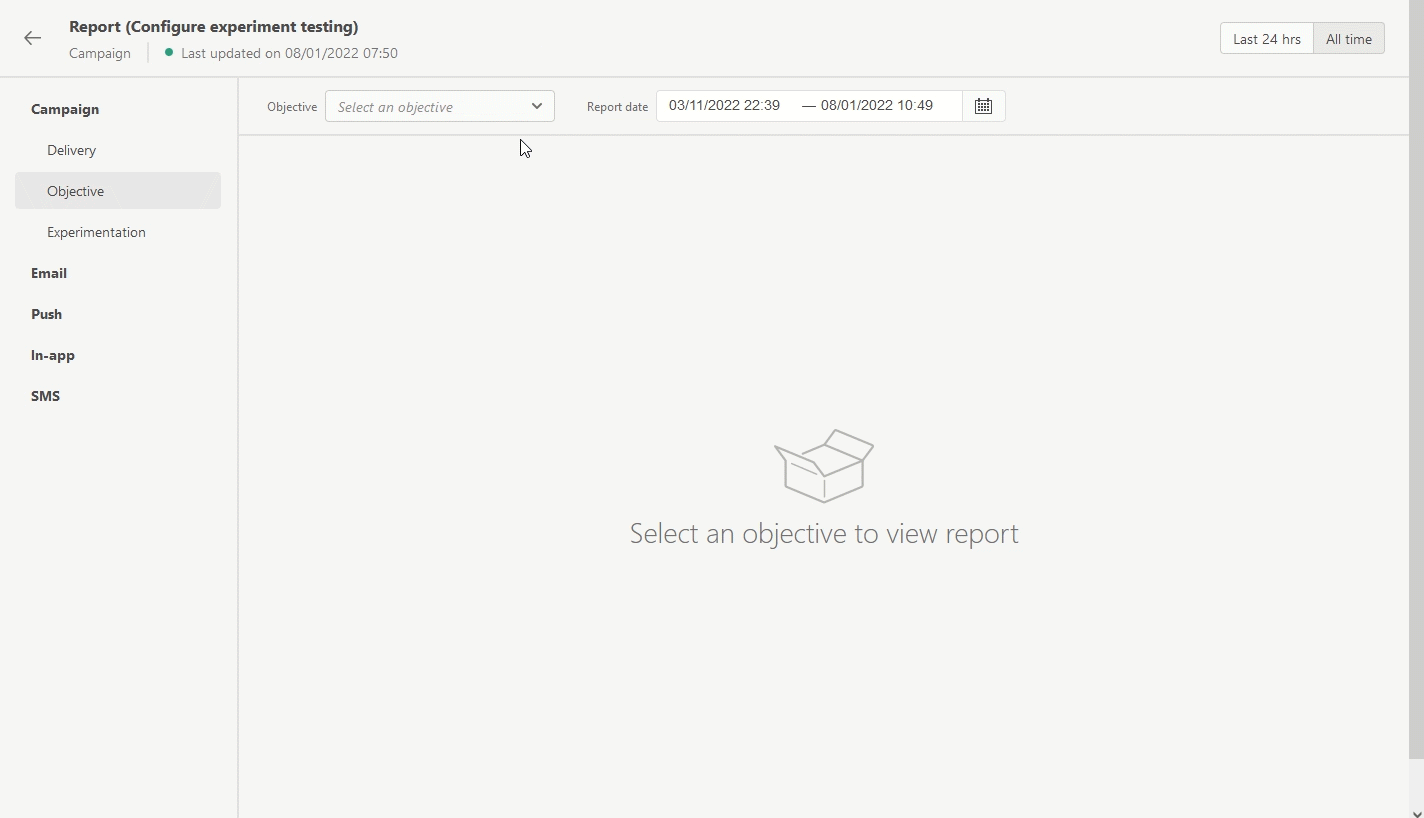 Report (Configure experiment testing)
Campaign Last updated on 08/01/2022 07:50
Last 24 hrs All time
Campaign
Delivery
Objective
Experimentation
Email
Push
In-app
SMS
Objective Select an objective Report date 03/11/2022 22:39 — 08/01/2022 10:49
Select an objective to view report